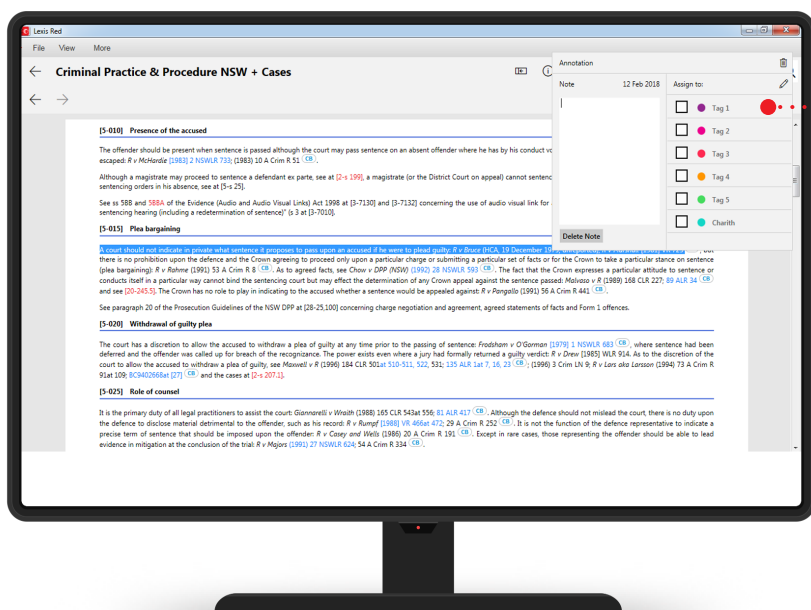 Lexis Red
File View More
Criminal Practice & Procedure NSW + Cases
Annotation
Note 12 Feb 2018 Assign to:
Tag 1
Tag 2
Tag 3
Tag 4
Tag 5
Charith
Delete Note
[5-010] Presence of the accused
The offender should be present when sentence is passed although the court may pass sentence on an absent offender where he has by his conduct
escaped: R v McHardie [1983] 2 NSWLR 733; (1983) 10 A Crim R 51 CB .
Although a magistrate may proceed to sentence a defendant ex parte, see at [2-s 199], a magistrate (or the District Court on appeal) cannot
sentencing orders in his absence, see at [5-s 25].
See ss 5BB and 5BBA of the Evidence (Audio and Audio Visual Links) Act 1998 at [3-7130] and [3-7132] concerning the use of audio visual link for
sentencing hearing (including a redetermination of sentence)" (s 3 at [3-7010].
[5-015] Plea bargaining
A court should not indicate in private what sentence it proposes to pass upon an accused if he were to plead guilty: R v Bruce (HCA, 19 December
there is no prohibition upon the defence and the Crown agreeing to proceed only upon a particular charge or submitting a particular set of facts or for the Crown to take a particular stance on sentence
(plea bargaining): R v Rahme (1991) 53 A Crim R 8 CB . As to agreed facts, see Chow v DPP (NSW) (1992) 28 NSWLR 593 CB . The fact that the Crown expresses a particular attitude to sentence or
conducts itself in a particular way cannot bind the sentencing court but may effect the determination of any Crown appeal against the sentence passed: Malvaso v R (1989) 168 CLR 227; 89 ALR 34 CB
and see [20-245.5]. The Crown has no role to play in indicating to the accused whether a sentence would be appealed against: R v Pangallo (1991) 56 A Crim R 441 CB .
See paragraph 20 of the Prosecution Guidelines of the NSW DPP at [28-25,100] concerning charge negotiation and agreement, agreed statements of facts and Form 1 offences.
[5-020] Withdrawal of guilty plea
The court has a discretion to allow the accused to withdraw a plea of guilty at any time prior to the passing of sentence: Frodsham v O'Gorman [1979] 1 NSWLR 683 CB , where sentence had been
deferred and the offender was called up for breach of the recognizance. The power exists even where a jury had formally returned a guilty verdict: R v Drew [1985] WLR 914. As to the discretion of the
court to allow the accused to withdraw a plea of guilty, see Maxwell v R (1996) 184 CLR 501at 510-511, 522, 531; 135 ALR 1at 7, 16, 23 CB ; (1996) 3 Crim LN 9; R v Lars aka Larsson (1994) 73 A Crim R
91at 109; BC9402668at [27] CB and the cases at [2-s 207.1].
[5-025] Role of counsel
It is the primary duty of all legal practitioners to assist the court: Giannarelli v Wraith (1988) 165 CLR 543at 556; 81 ALR 417 CB . Although the defence should not mislead the court, there is no duty upon
the defence to disclose material detrimental to the offender, such as his record: R v Rumpf [1988] VR 466at 472; 29 A Crim R 252 CB . It is not the function of the defence representative to indicate a
precise term of sentence that should be imposed upon the offender: R v Casey and Wells (1986) 20 A Crim R 191 CB . Except in rare cases, those representing the offender should be able to lead
evidence in mitigation at the conclusion of the trial: R v Majors (1991) 27 NSWLR 624; 54 A Crim R 334 CB .